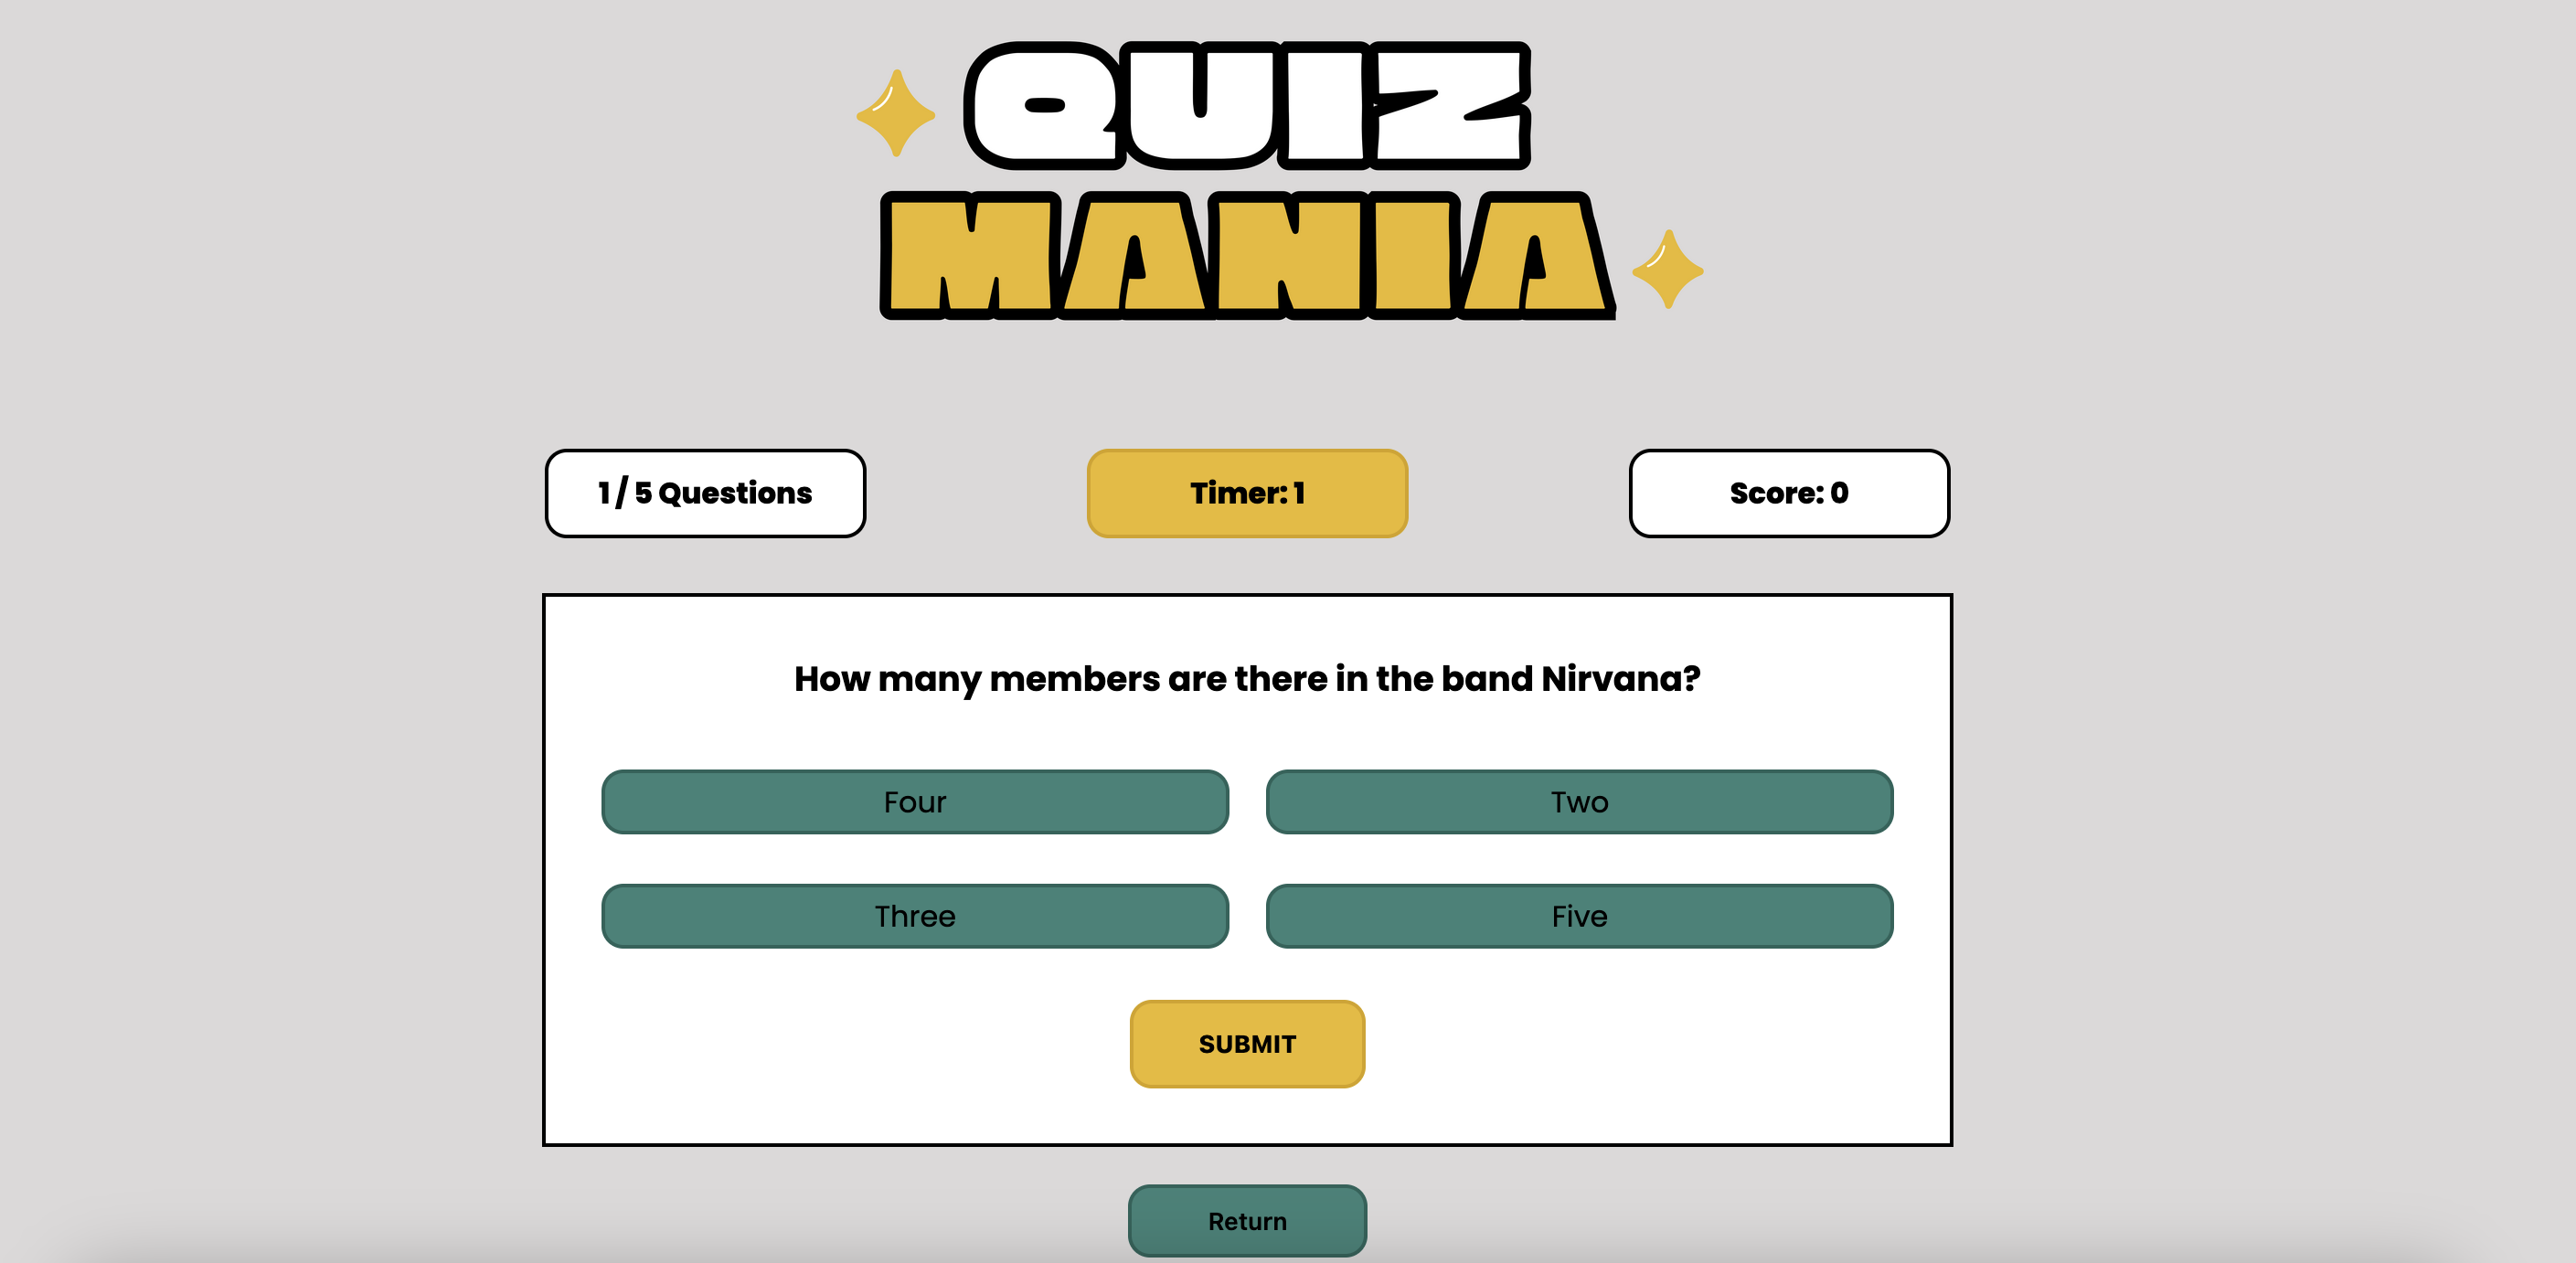 QUIZ
MANIA
1 / 5 Questions
Timer: 1
Score: 0
How many members are there in the band Nirvana?
Four
Two
Three
Five
SUBMIT
Return